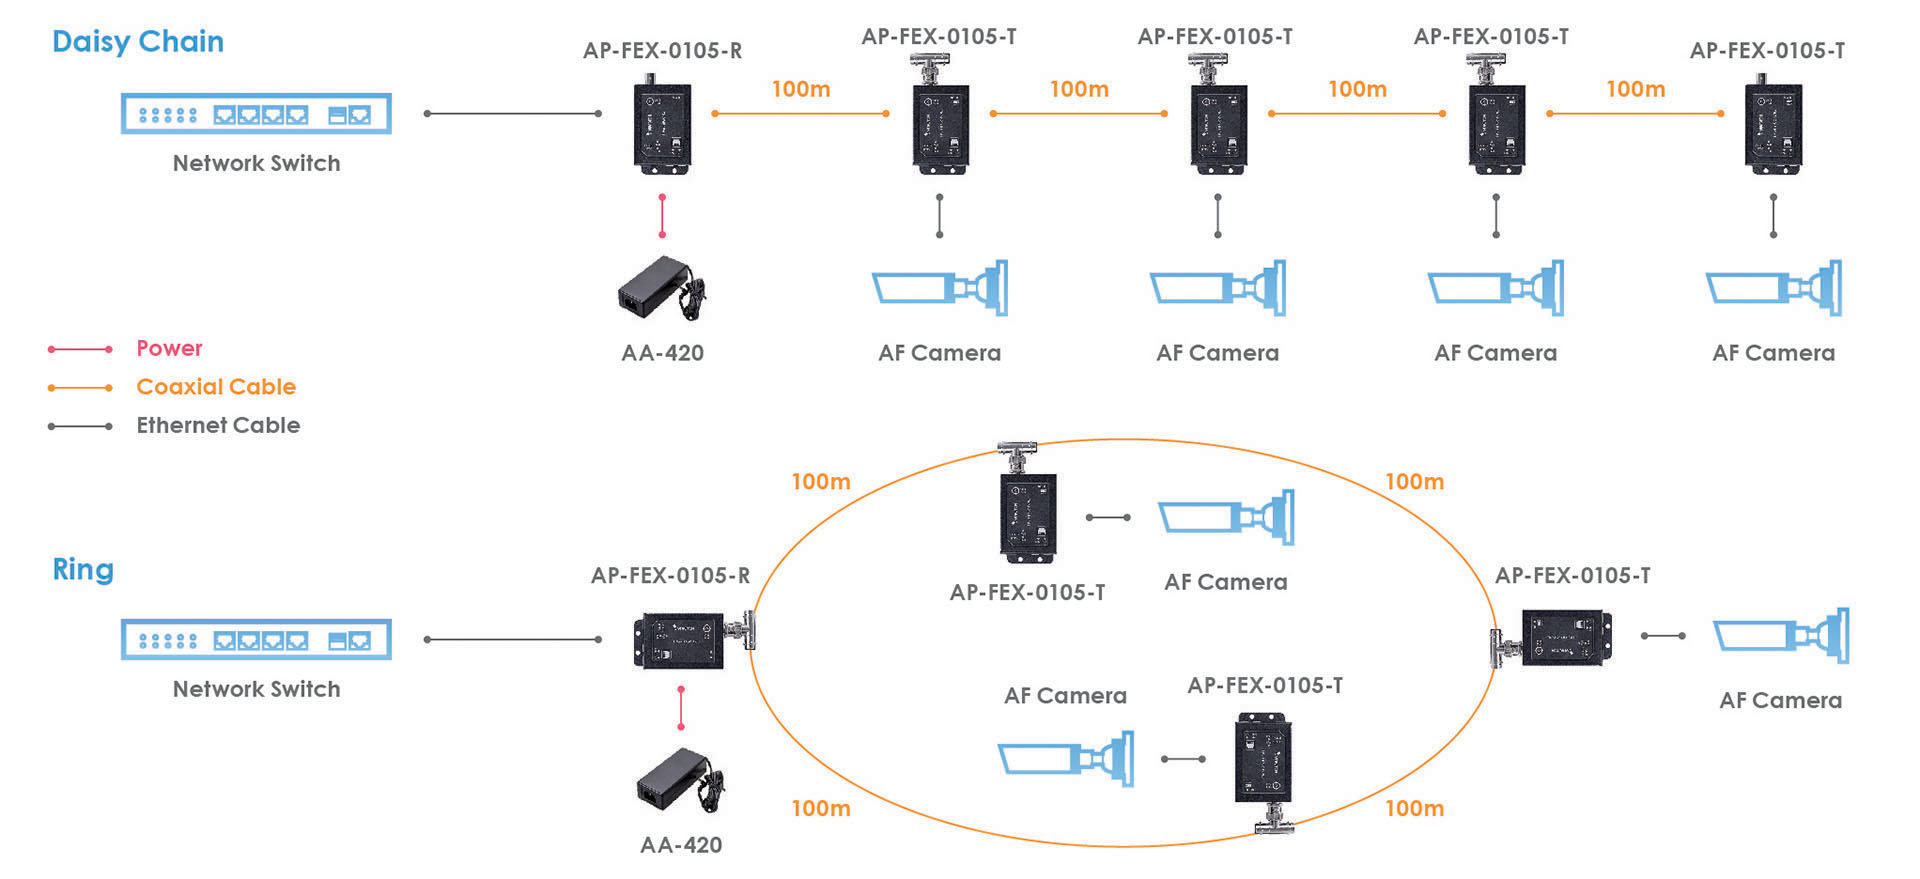 Daisy Chain
AP-FEX-0105-R
AP-FEX-0105-T
AP-FEX-0105-T
AP-FEX-0105-T
AP-FEX-0105-T
100m
100m
100m
100m
Network Switch
AA-420
AF Camera
AF Camera
AF Camera
AF Camera
Power
Coaxial Cable
Ethernet Cable
Ring
100m
100m
AP-FEX-0105-R
AP-FEX-0105-T
AF Camera
AP-FEX-0105-T
Network Switch
AF Camera
AP-FEX-0105-T
AF Camera
100m
100m
AA-420